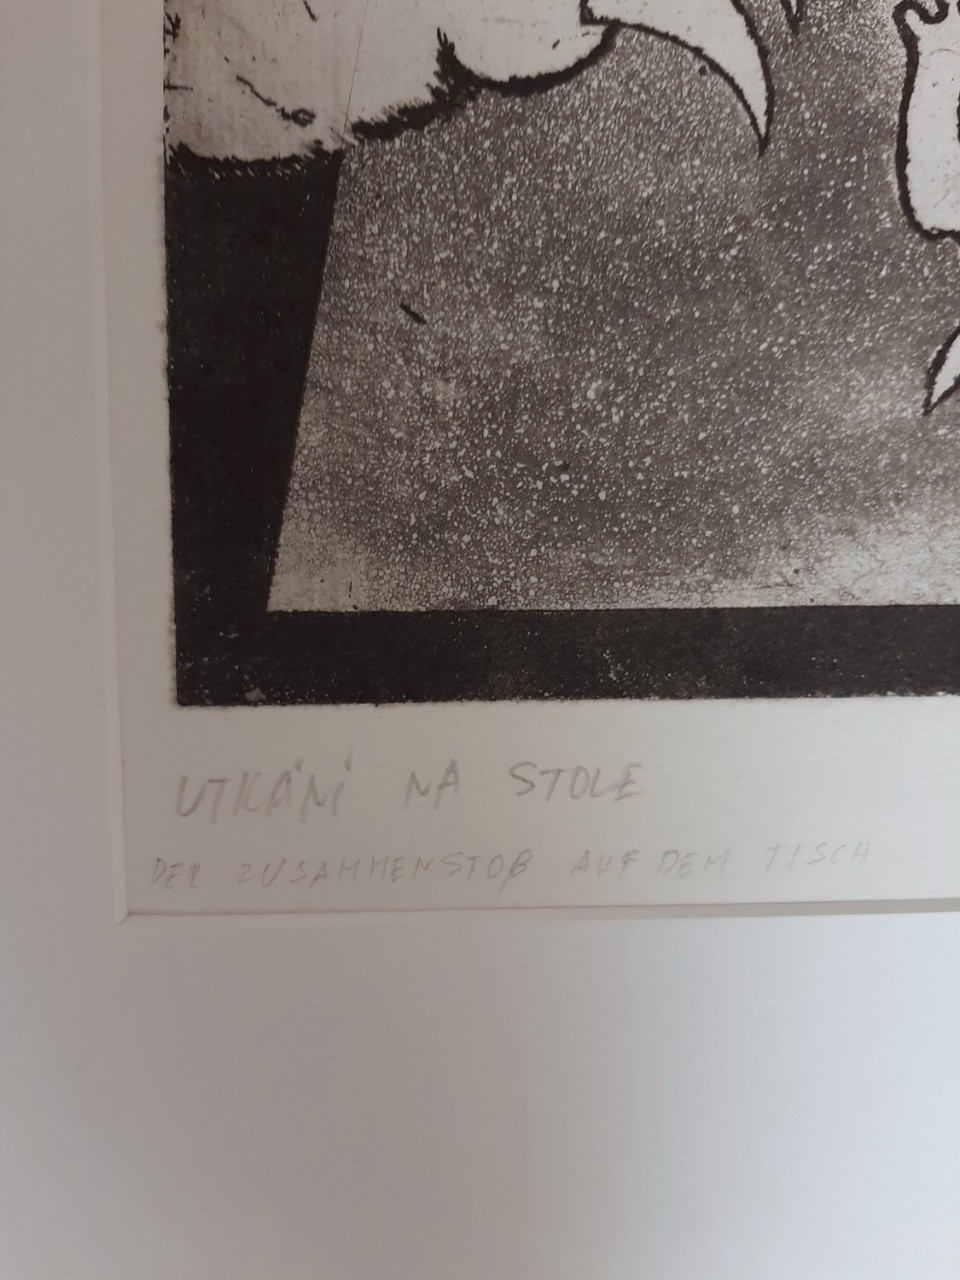 UTKÁNÍ NA STOLE
DER ZUSAMMENSTOß AUF DEM TISCH